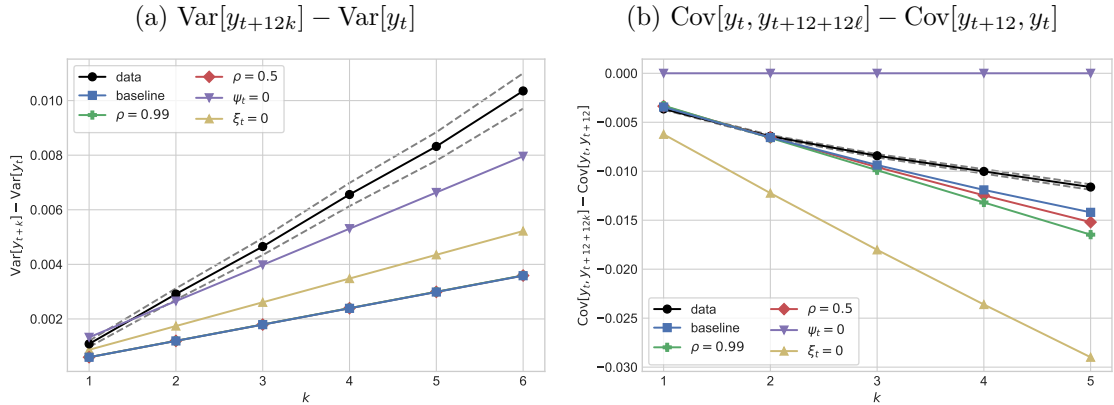 (a) Var[y_{t+12k}] − Var[y_t]
Var[y_{t+k}] − Var[y_t]
0.010
0.008
0.006
0.004
0.002
data
baseline
ρ = 0.99
ρ = 0.5
ψ_t = 0
ξ_t = 0
1 2 3 4 5 6
k
(b) Cov[y_t, y_{t+12+12ℓ}] − Cov[y_{t+12}, y_t]
Cov[y_t, y_{t+12+12k}] − Cov[y_t, y_{t+12}]
0.000
−0.005
−0.010
−0.015
−0.020
−0.025
−0.030
data
baseline
ρ = 0.99
ρ = 0.5
ψ_t = 0
ξ_t = 0
1 2 3 4 5
k